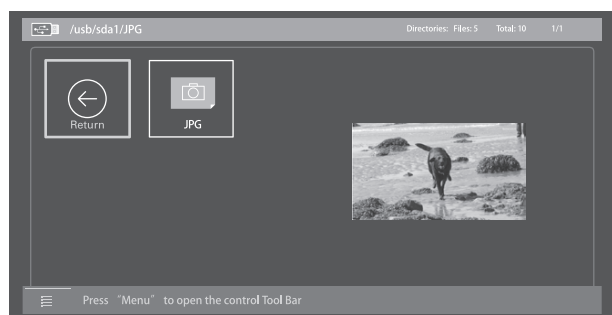 /usb/sda1/JPG
Directories: Files: 5 Total: 10 1/1
Return
JPG
Press "Menu" to open the control Tool Bar